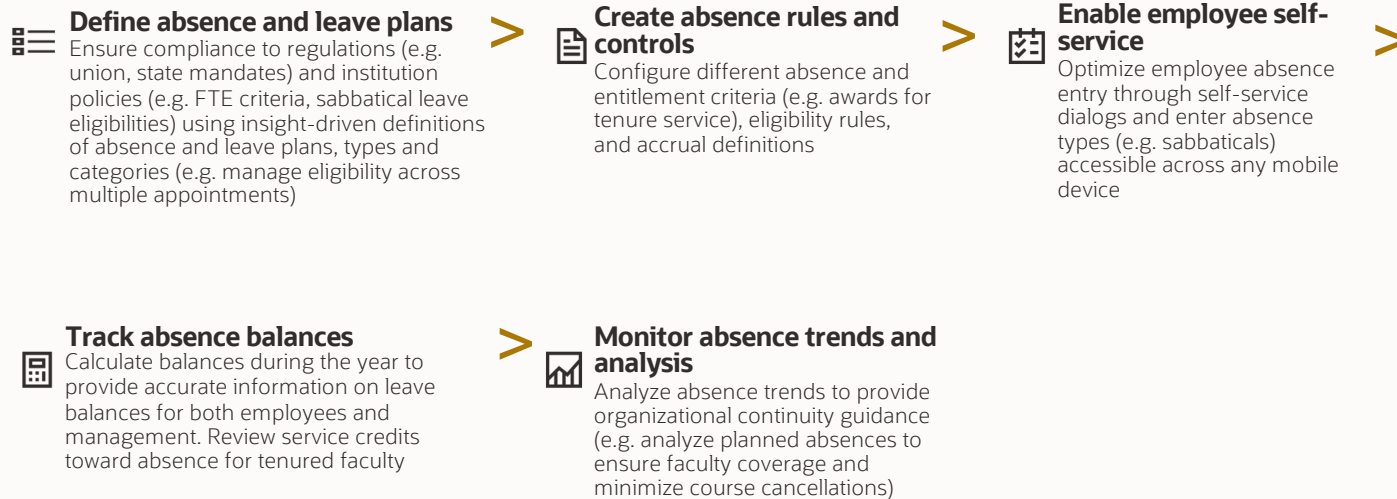 Define absence and leave plans
Ensure compliance to regulations (e.g.
union, state mandates) and institution
policies (e.g. FTE criteria, sabbatical leave
eligibilities) using insight-driven definitions
of absence and leave plans, types and
categories (e.g. manage eligibility across
multiple appointments)
>
Create absence rules and
controls
Configure different absence and
entitlement criteria (e.g. awards for
tenure service), eligibility rules,
and accrual definitions
>
Enable employee self-
service
Optimize employee absence
entry through self-service
dialogs and enter absence
types (e.g. sabbaticals)
accessible across any mobile
device
>
Track absence balances
Calculate balances during the year to
provide accurate information on leave
balances for both employees and
management. Review service credits
toward absence for tenured faculty
>
Monitor absence trends and
analysis
Analyze absence trends to provide
organizational continuity guidance
(e.g. analyze planned absences to
ensure faculty coverage and
minimize course cancellations)